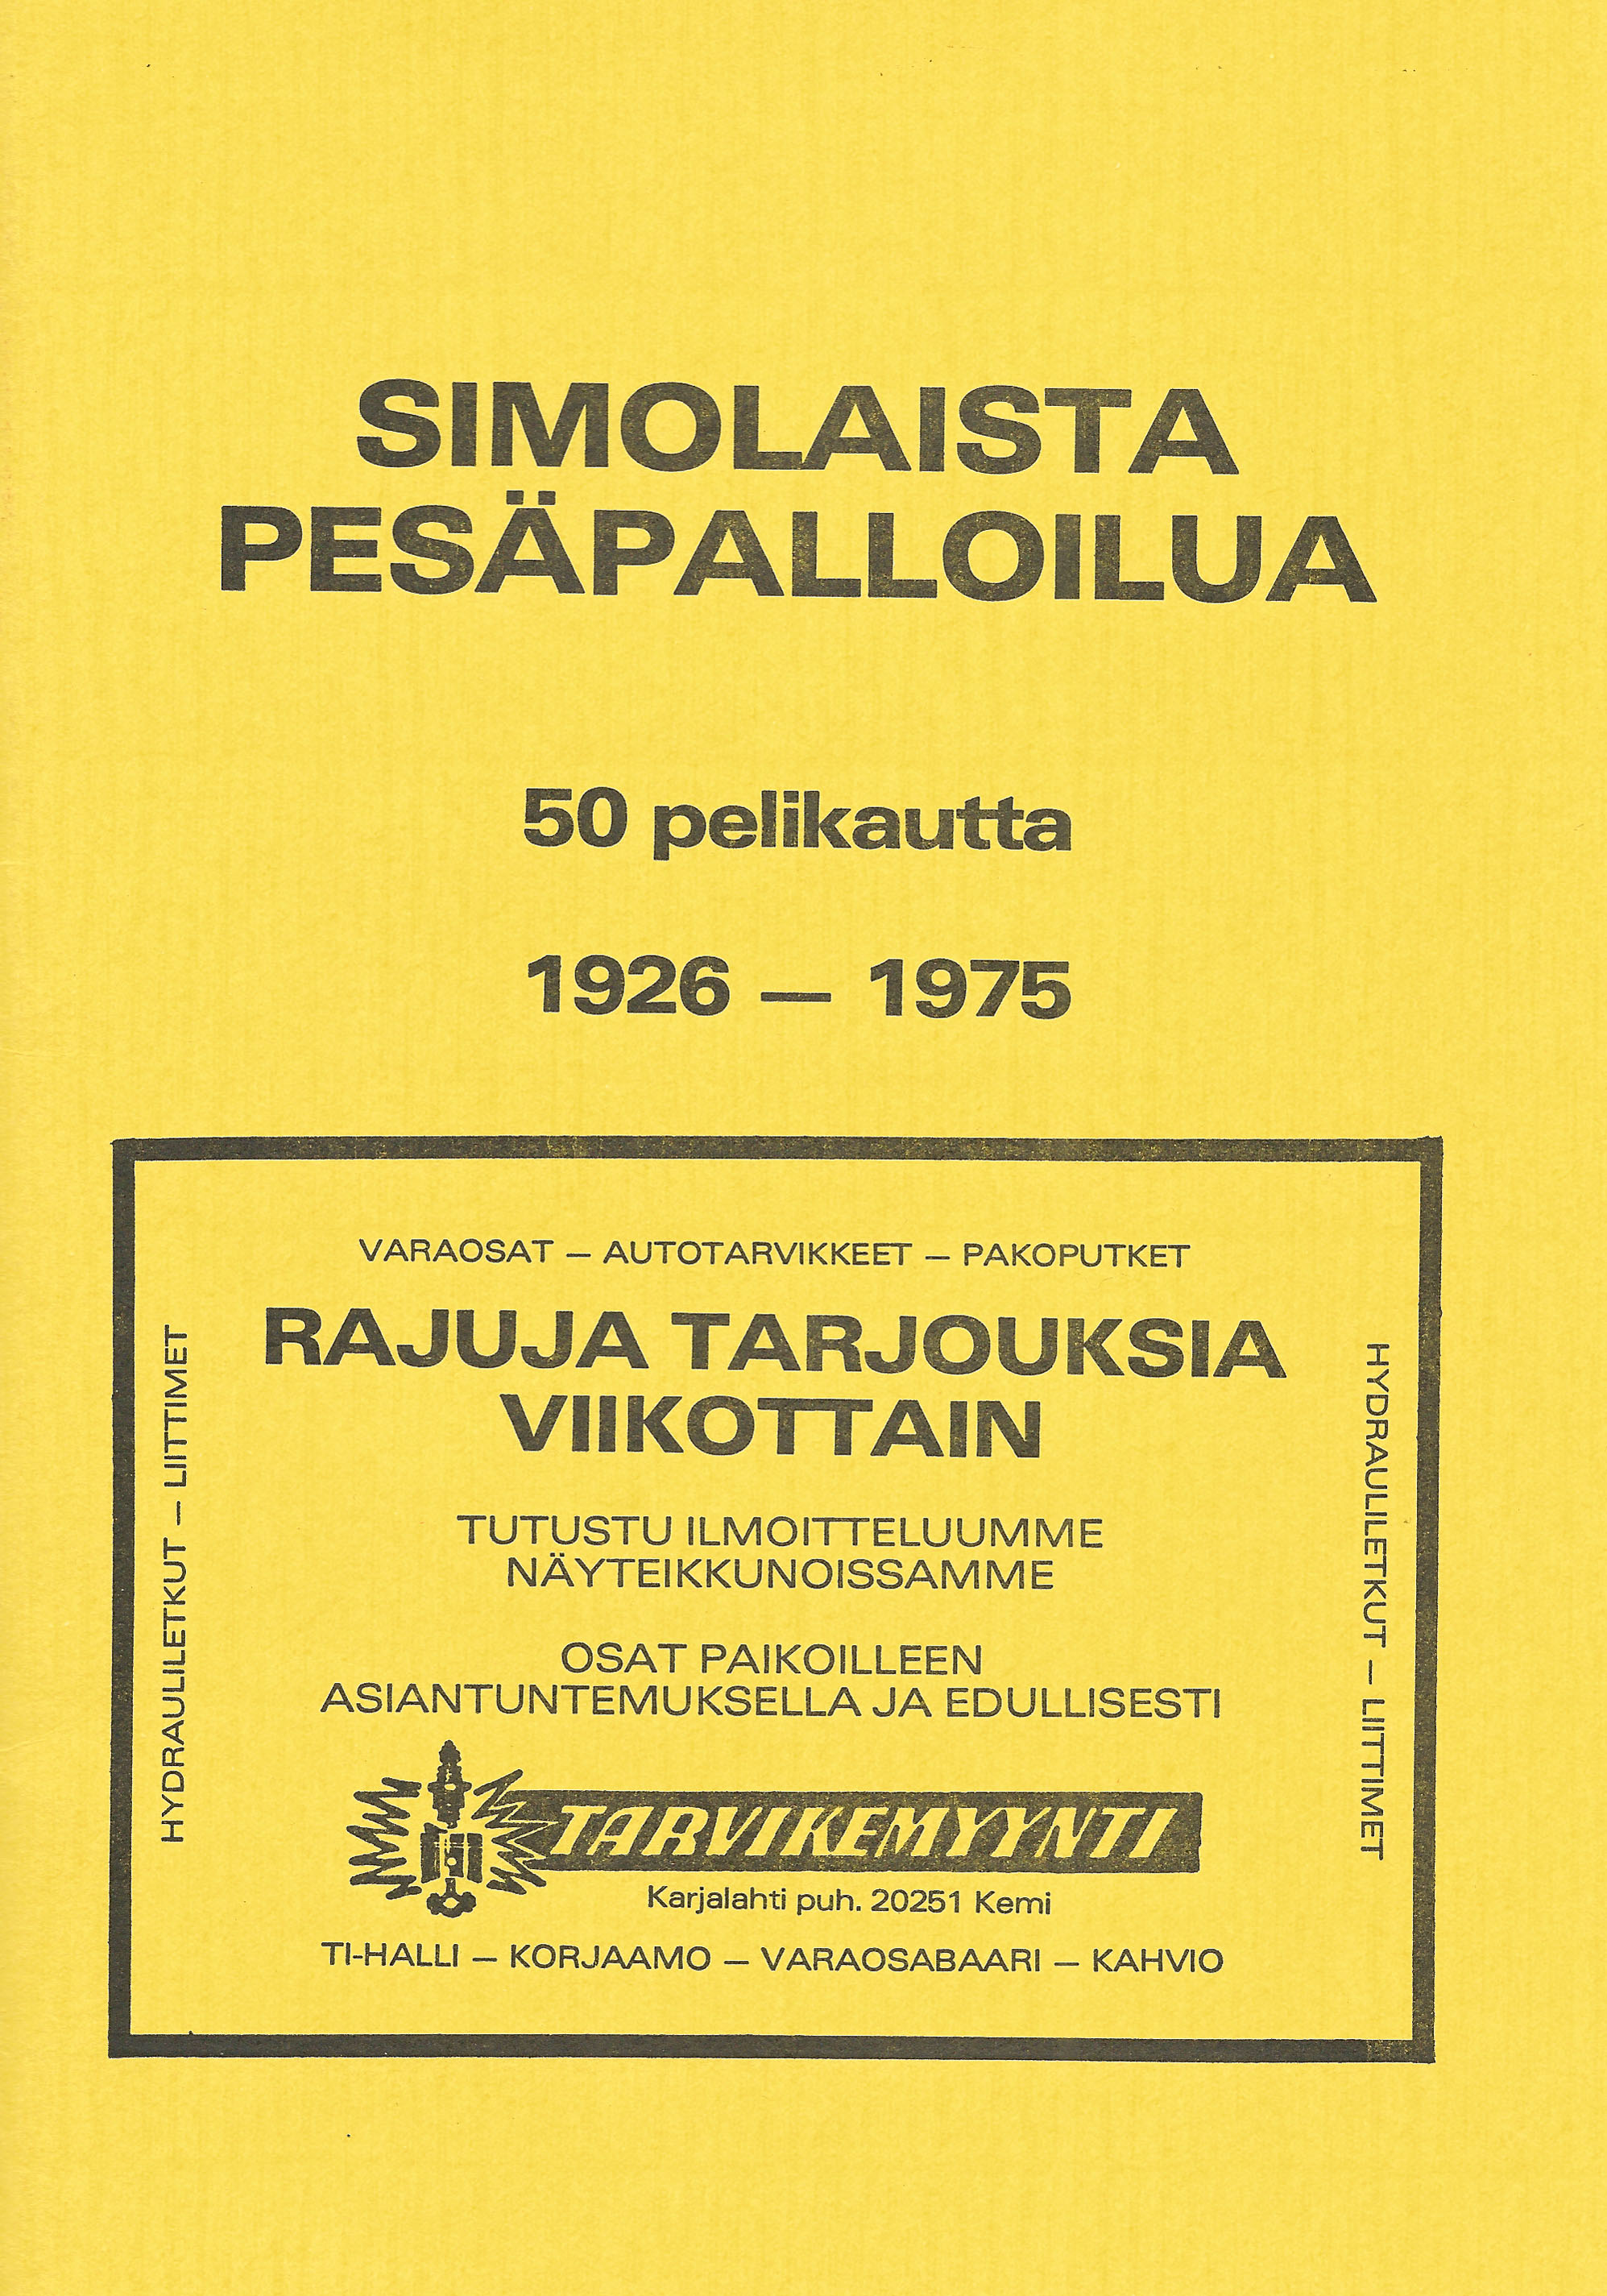 SIMOLAISTA
PESÄPALLOILUA
50 pelikautta
1926 — 1975
VARAOSAT — AUTOTARVIKKEET — PAKOPUTKET
HYDRAULILETKUT — LIITTIMET
RAJUJA TARJOUKSIA
VIIKOTTAIN
TUTUSTU ILMOITTELUUMME
NÄYTEIKKUNOISSAMME
OSAT PAIKOILLEEN
ASIANTUNTEMUKSELLA JA EDULLISESTI
HYDRAULILETKUT — LIITTIMET
TARVIKEMYYNTI
Karjalahti puh. 20251 Kemi
TI-HALLI — KORJAAMO — VARAOSABAARI — KAHVIO